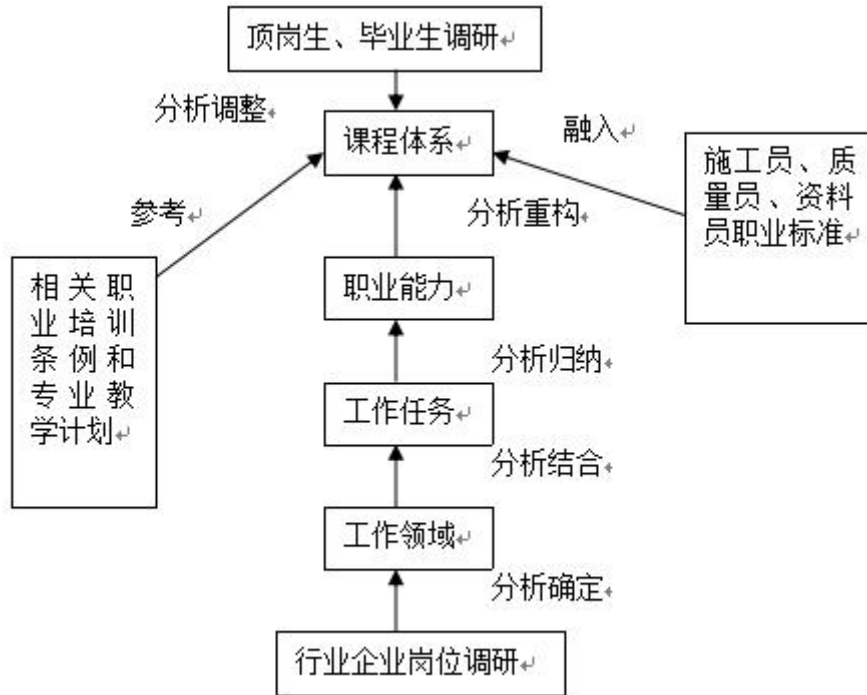 顶岗生、毕业生调研
分析调整
课程体系
融入
施工员、质
量员、资料
员职业标准
参考
分析重构
相关职
业培训
条例和
专业教
学计划
职业能力
分析归纳
工作任务
分析结合
工作领域
分析确定
行业企业岗位调研